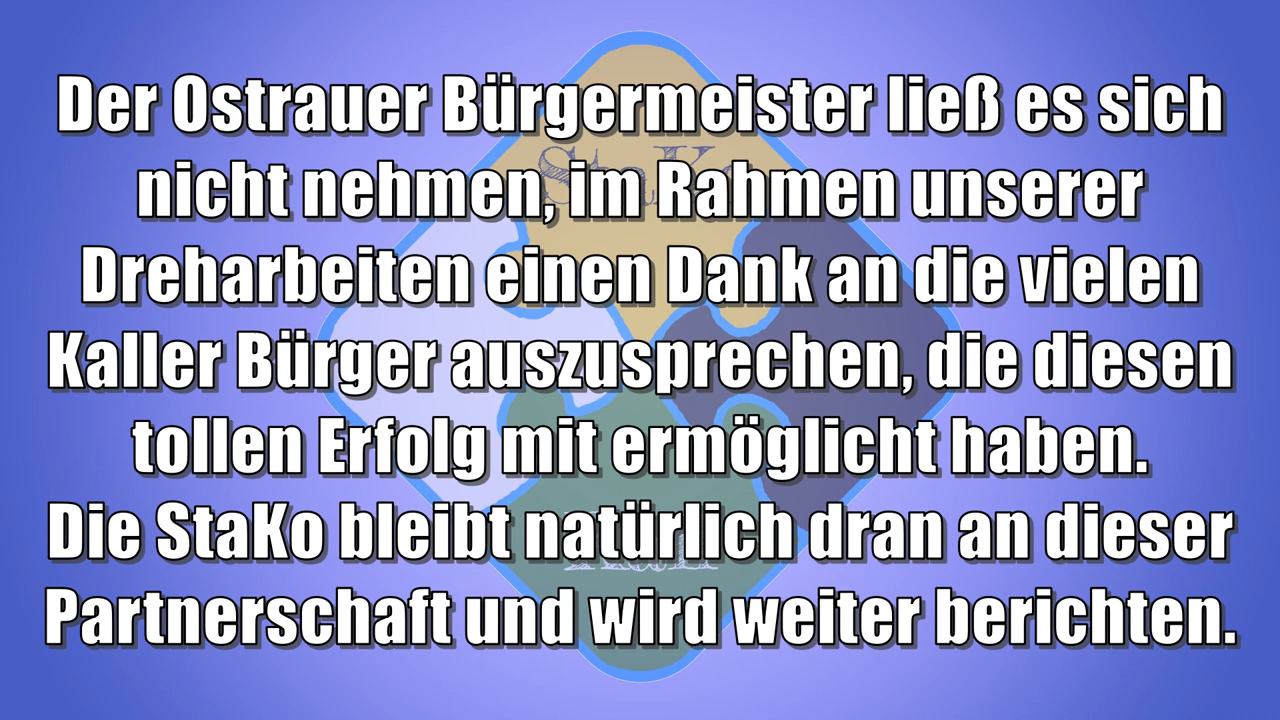 Der Ostrauer Bürgermeister ließ es sich
nicht nehmen, im Rahmen unserer
Dreharbeiten einen Dank an die vielen
Kaller Bürger auszusprechen, die diesen
tollen Erfolg mit ermöglicht haben.
Die StaKo bleibt natürlich dran an dieser
Partnerschaft und wird weiter berichten.